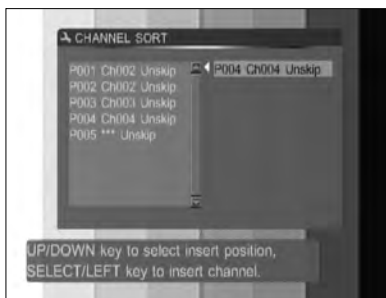 CHANNEL SORT
P001 Ch002 Unskip
P002 Ch002 Unskip
P003 Ch003 Unskip
P004 Ch004 Unskip
P005 *** Unskip
P004 Ch004 Unskip
UP/DOWN key to select insert position,
SELECT/LEFT key to insert channel.